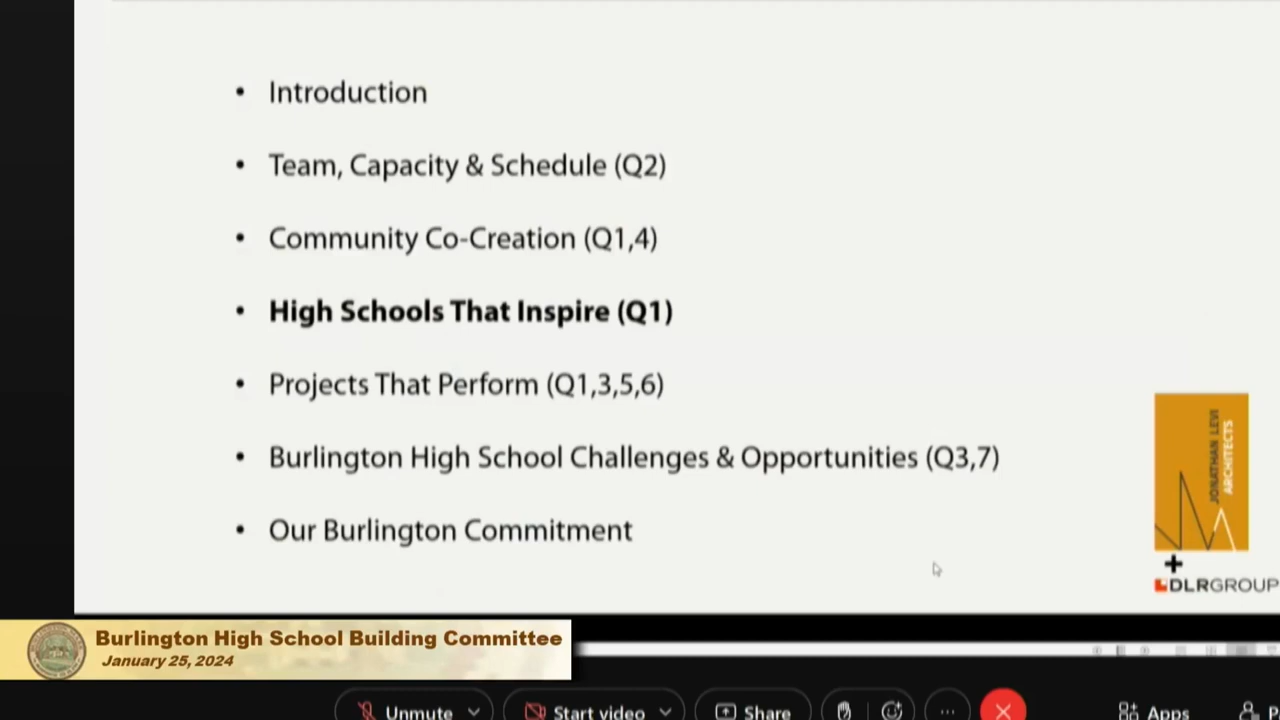 • Introduction
• Team, Capacity & Schedule (Q2)
• Community Co-Creation (Q1,4)
• High Schools That Inspire (Q1)
• Projects That Perform (Q1,3,5,6)
• Burlington High School Challenges & Opportunities (Q3,7)
• Our Burlington Commitment
JONATHAN LEVI
ARCHITECTS
+
DLRGROUP
Burlington High School Building Committee
January 25, 2024
Unmute
Start video
Share
Apps